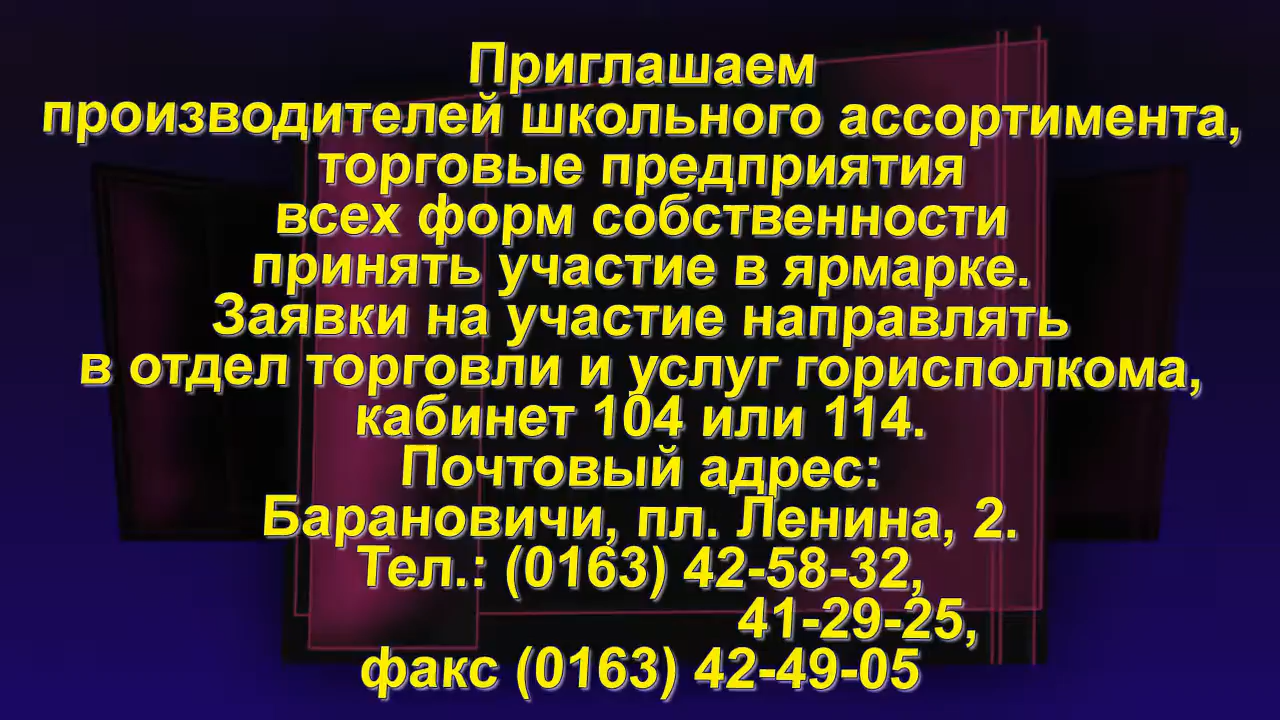 Приглашаем
производителей школьного ассортимента,
торговые предприятия
всех форм собственности
принять участие в ярмарке.
Заявки на участие направлять
в отдел торговли и услуг горисполкома,
кабинет 104 или 114.
Почтовый адрес:
Барановичи, пл. Ленина, 2.
Тел.: (0163) 42-58-32,
41-29-25,
факс (0163) 42-49-05